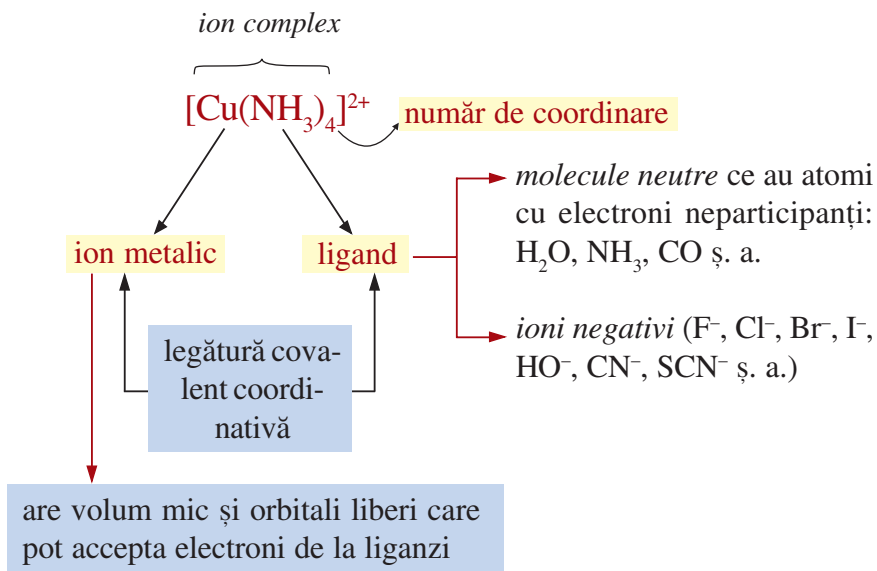 ion complex
[Cu(NH₃)₄]²⁺
număr de coordinare
molecule neutre ce au atomi
cu electroni neparticipanți:
H₂O, NH₃, CO ș. a.
ion metalic
ligand
ioni negativi (F⁻, Cl⁻, Br⁻, I⁻,
HO⁻, CN⁻, SCN⁻ ș. a.)
legătură cova-
lent coordi-
nativă
are volum mic și orbitali liberi care
pot accepta electroni de la liganzi